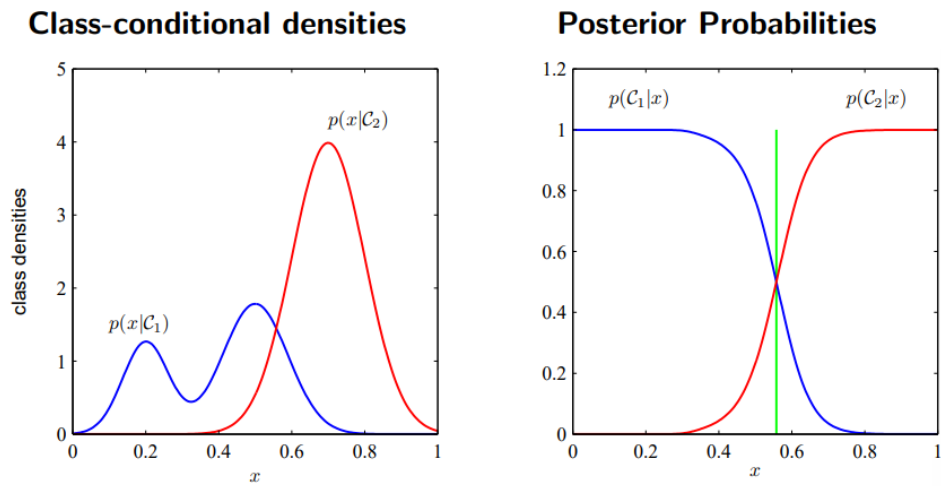 Class-conditional densities
5
4
3
2
1
0
0 0.2 0.4 0.6 0.8 1
class densities
x
p(x|C₁)
p(x|C₂)
Posterior Probabilities
1.2
1
0.8
0.6
0.4
0.2
0
0 0.2 0.4 0.6 0.8 1
x
p(C₁|x)
p(C₂|x)